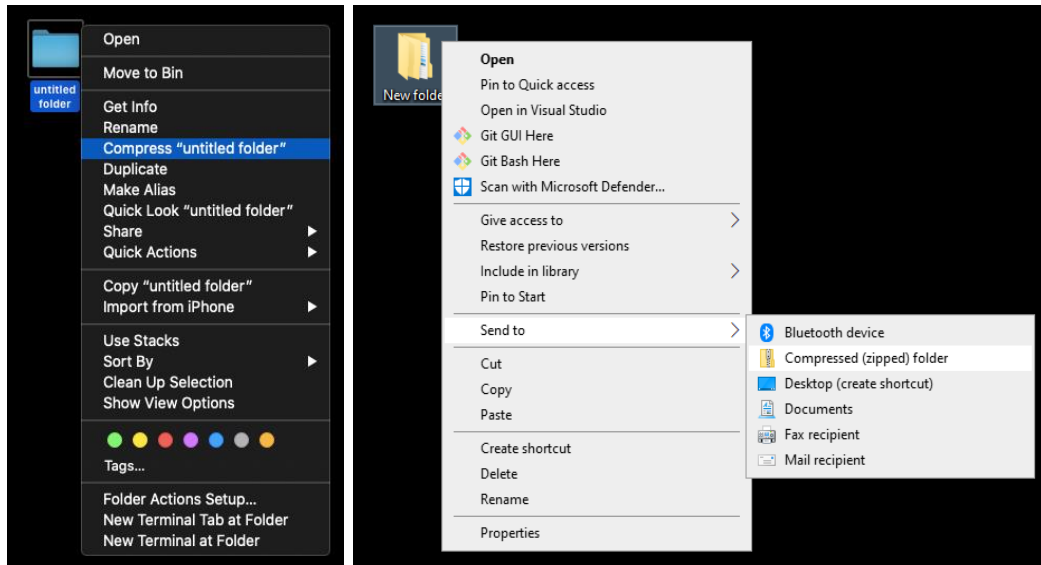 untitled
folder
Open
Move to Bin
Get Info
Rename
Compress “untitled folder”
Duplicate
Make Alias
Quick Look “untitled folder”
Share
Quick Actions
Copy “untitled folder”
Import from iPhone
Use Stacks
Sort By
Clean Up Selection
Show View Options
Tags...
Folder Actions Setup...
New Terminal Tab at Folder
New Terminal at Folder
New folde
Open
Pin to Quick access
Open in Visual Studio
Git GUI Here
Git Bash Here
Scan with Microsoft Defender...
Give access to
Restore previous versions
Include in library
Pin to Start
Send to
Cut
Copy
Paste
Create shortcut
Delete
Rename
Properties
Bluetooth device
Compressed (zipped) folder
Desktop (create shortcut)
Documents
Fax recipient
Mail recipient